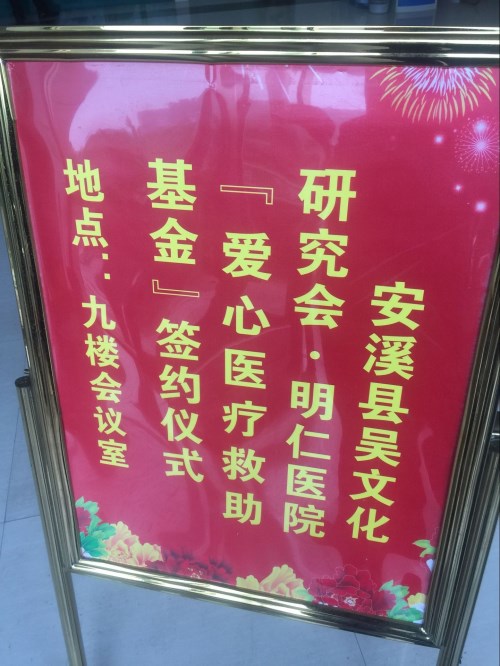 安溪县吴文化
研究会·明仁医院
『爱心医疗救助
基金』签约仪式
地点：九楼会议室